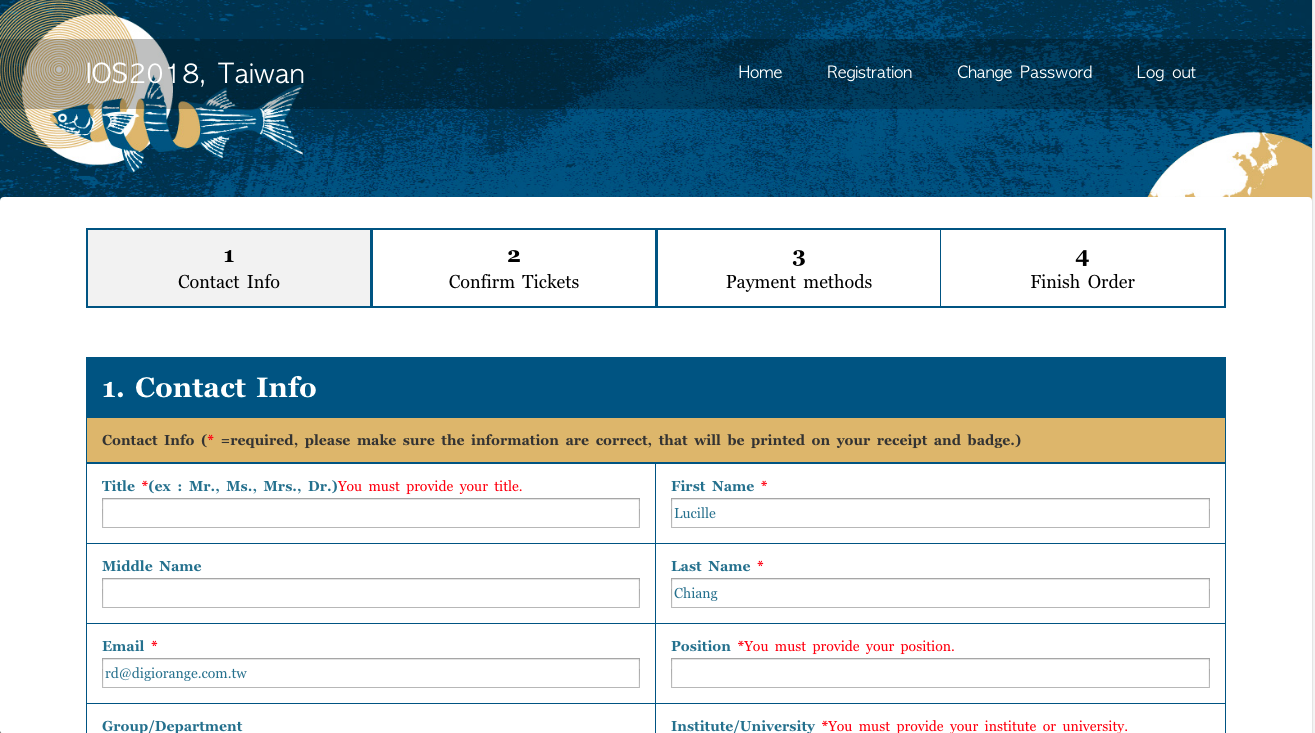 IOS2018, Taiwan
Home Registration Change Password Log out
1 2 3 4
Contact Info Confirm Tickets Payment methods Finish Order
1. Contact Info
Contact Info (* =required, please make sure the information are correct, that will be printed on your receipt and badge.)
Title *(ex : Mr., Ms., Mrs., Dr.)You must provide your title.
First Name *
Lucille
Middle Name
Last Name *
Chiang
Email *
rd@digiorange.com.tw
Position *You must provide your position.
Group/Department
Institute/University *You must provide your institute or university.